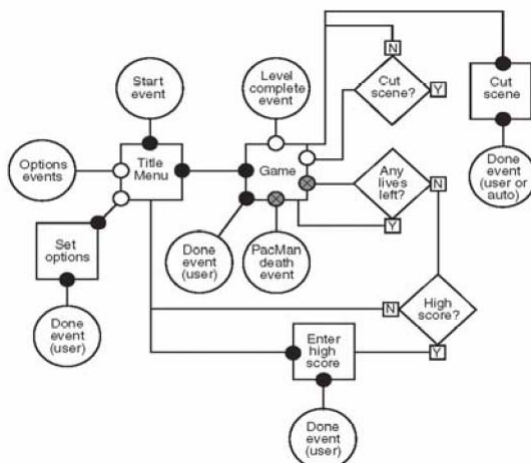 Start
event
Level
complete
event
N
Cut
scene?
Y
Cut
scene
Options
events
Title
Menu
Game
Any
lives
left?
N
Y
Done
event
(user or
auto)
Set
options
Done
event
(user)
PacMan
death
event
Done
event
(user)
N
High
score?
Y
Enter
high
score
Done
event
(user)